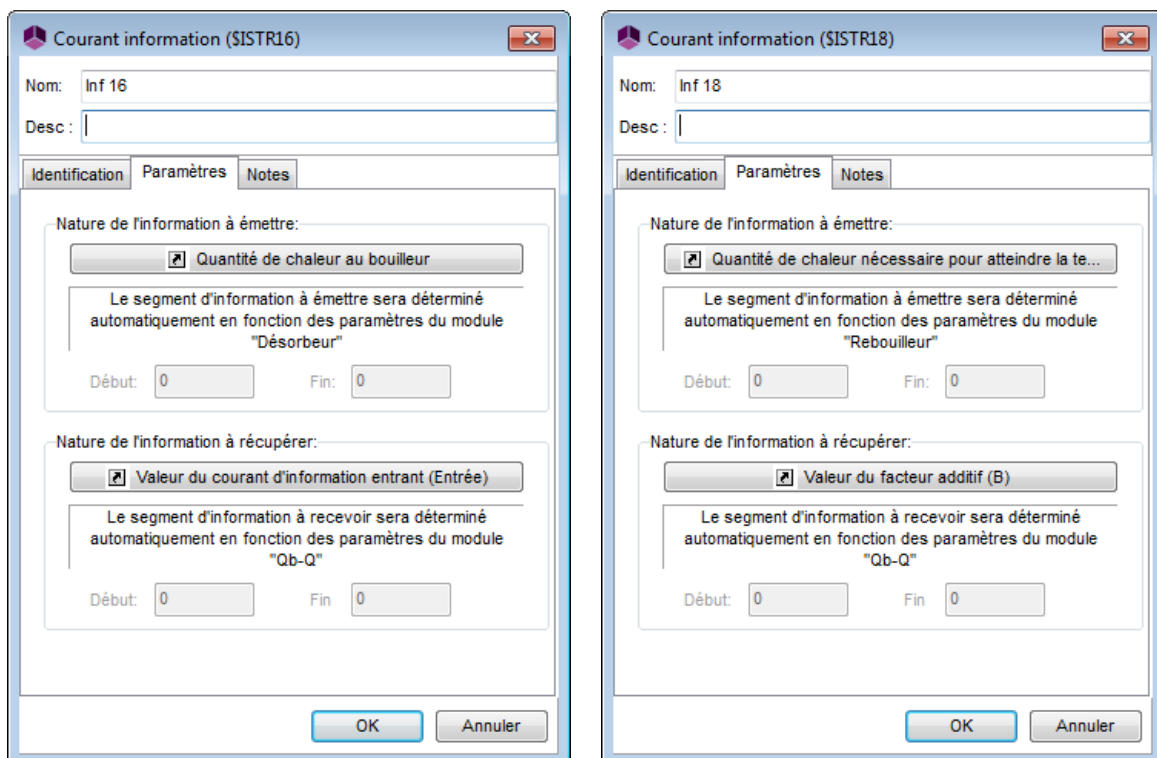 Courant information ($ISTR16)
Nom: Inf 16
Desc :
Identification Paramètres Notes
Nature de l'information à émettre:
Quantité de chaleur au bouilleur
Le segment d'information à émettre sera déterminé
automatiquement en fonction des paramètres du module
"Désorbeur"
Début: 0 Fin: 0
Nature de l'information à récupérer:
Valeur du courant d'information entrant (Entrée)
Le segment d'information à recevoir sera déterminé
automatiquement en fonction des paramètres du module
"Qb-Q"
Début: 0 Fin 0
OK Annuler
Courant information ($ISTR18)
Nom: Inf 18
Desc :
Identification Paramètres Notes
Nature de l'information à émettre:
Quantité de chaleur nécessaire pour atteindre la te...
Le segment d'information à émettre sera déterminé
automatiquement en fonction des paramètres du module
"Rebouilleur"
Début: 0 Fin: 0
Nature de l'information à récupérer:
Valeur du facteur additif (B)
Le segment d'information à recevoir sera déterminé
automatiquement en fonction des paramètres du module
"Qb-Q"
Début: 0 Fin 0
OK Annuler